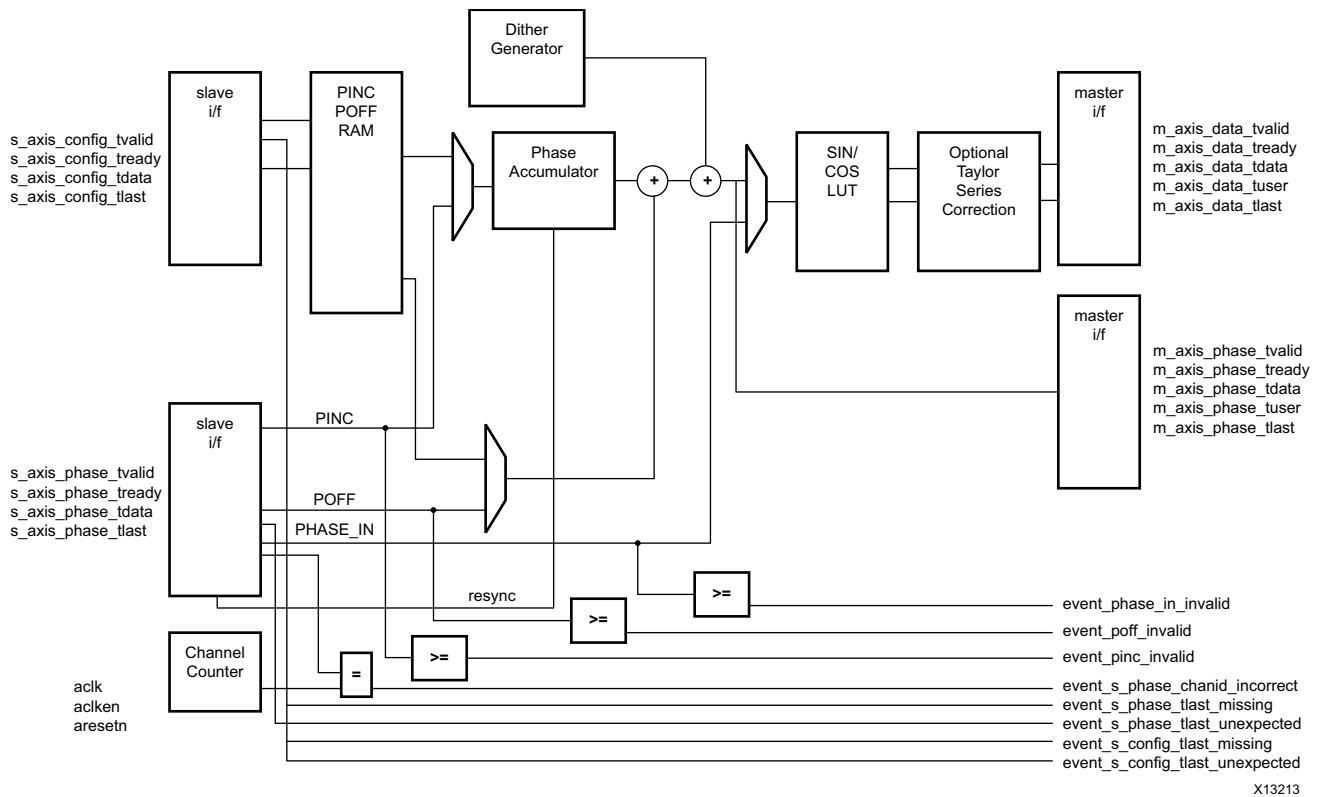 Dither
Generator
slave
i/f
PINC
POFF
RAM
master
i/f
s_axis_config_tvalid
s_axis_config_tready
s_axis_config_tdata
s_axis_config_tlast
Phase
Accumulator
+
+
SIN/
COS
LUT
Optional
Taylor
Series
Correction
m_axis_data_tvalid
m_axis_data_tready
m_axis_data_tdata
m_axis_data_tuser
m_axis_data_tlast
master
i/f
m_axis_phase_tvalid
m_axis_phase_tready
m_axis_phase_tdata
m_axis_phase_tuser
m_axis_phase_tlast
slave
i/f
s_axis_phase_tvalid
s_axis_phase_tready
s_axis_phase_tdata
s_axis_phase_tlast
PINC
POFF
PHASE_IN
resync
>=
>=
>=
=
Channel
Counter
aclk
aclken
aresetn
event_phase_in_invalid
event_poff_invalid
event_pinc_invalid
event_s_phase_chanid_incorrect
event_s_phase_tlast_missing
event_s_phase_tlast_unexpected
event_s_config_tlast_missing
event_s_config_tlast_unexpected
X13213